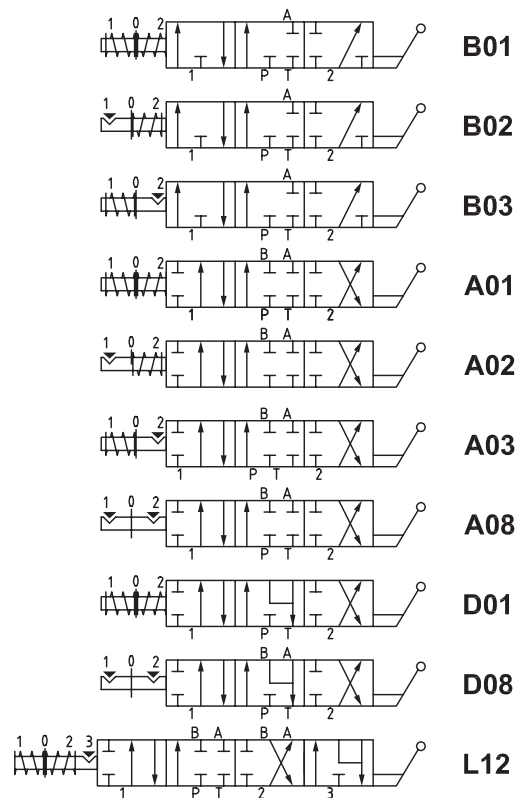 1 0 2 A B01
1 P T 2
1 0 2 A B02
1 P T 2
1 0 2 A B03
1 P T 2
1 0 2 B A A01
P T 2
1 0 2 B A A02
1 P T 2
1 0 2 B A A03
1 P T 2
1 0 2 B A A08
1 P T 2
1 0 2 D01
1 P T 2
1 0 2 B A D08
1 P T 2
1 0 2 3 B A B A L12
1 P T 2 3